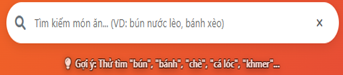 Tìm kiếm món ăn... (VD: bún nước lèo, bánh xèo)
Gợi ý: Thử tìm "bún", "bánh", "chè", "cá lóc", "khmer"...